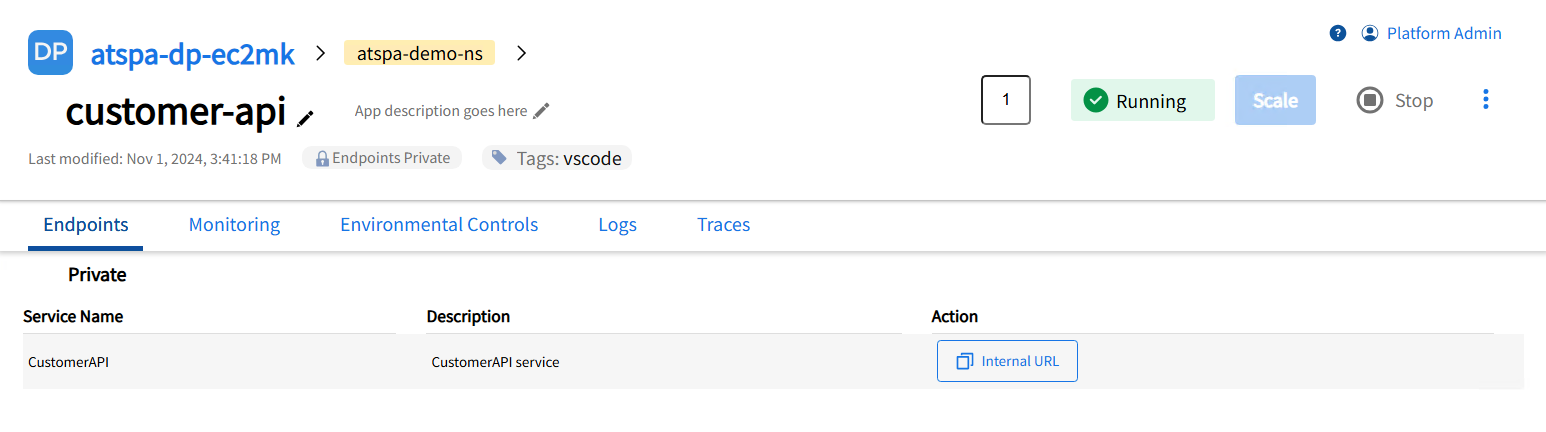 DP atspa-dp-ec2mk > atspa-demo-ns >
Platform Admin
customer-api
App description goes here
1
Running
Scale
Stop
Last modified: Nov 1, 2024, 3:41:18 PM
Endpoints Private
Tags: vscode
Endpoints Monitoring Environmental Controls Logs Traces
Private
Service Name Description Action
CustomerAPI CustomerAPI service Internal URL